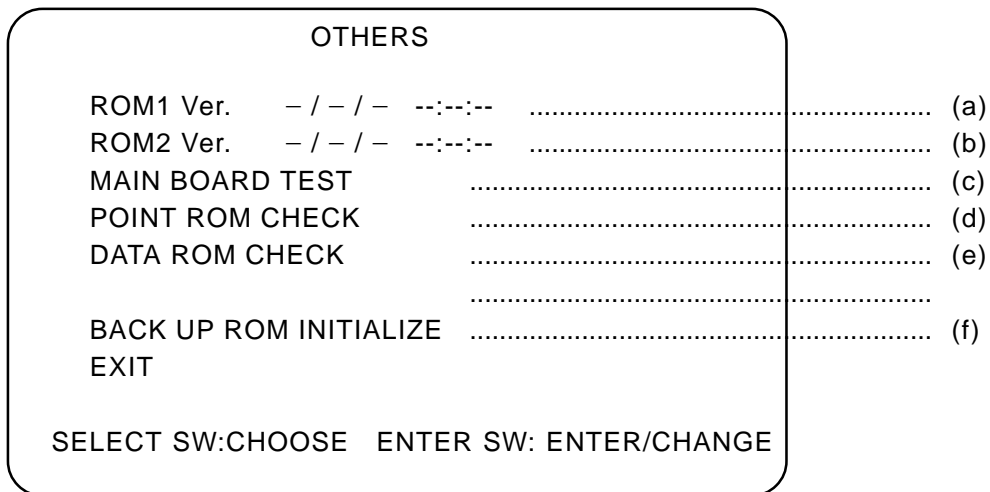 OTHERS
ROM1 Ver. – / – / – --:--:-- ...................................................... (a)
ROM2 Ver. – / – / – --:--:-- ...................................................... (b)
MAIN BOARD TEST .............................................................. (c)
POINT ROM CHECK .............................................................. (d)
DATA ROM CHECK .............................................................. (e)
..............................................................
BACK UP ROM INITIALIZE .............................................................. (f)
EXIT
SELECT SW:CHOOSE ENTER SW: ENTER/CHANGE